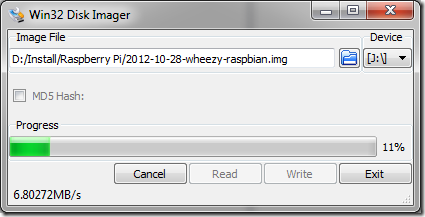 Win32 Disk Imager
Image File
Device
D:/Install/Raspberry Pi/2012-10-28-wheezy-raspbian.img
[J:\]
MD5 Hash:
Progress
11%
Cancel
Read
Write
Exit
6.80272MB/s